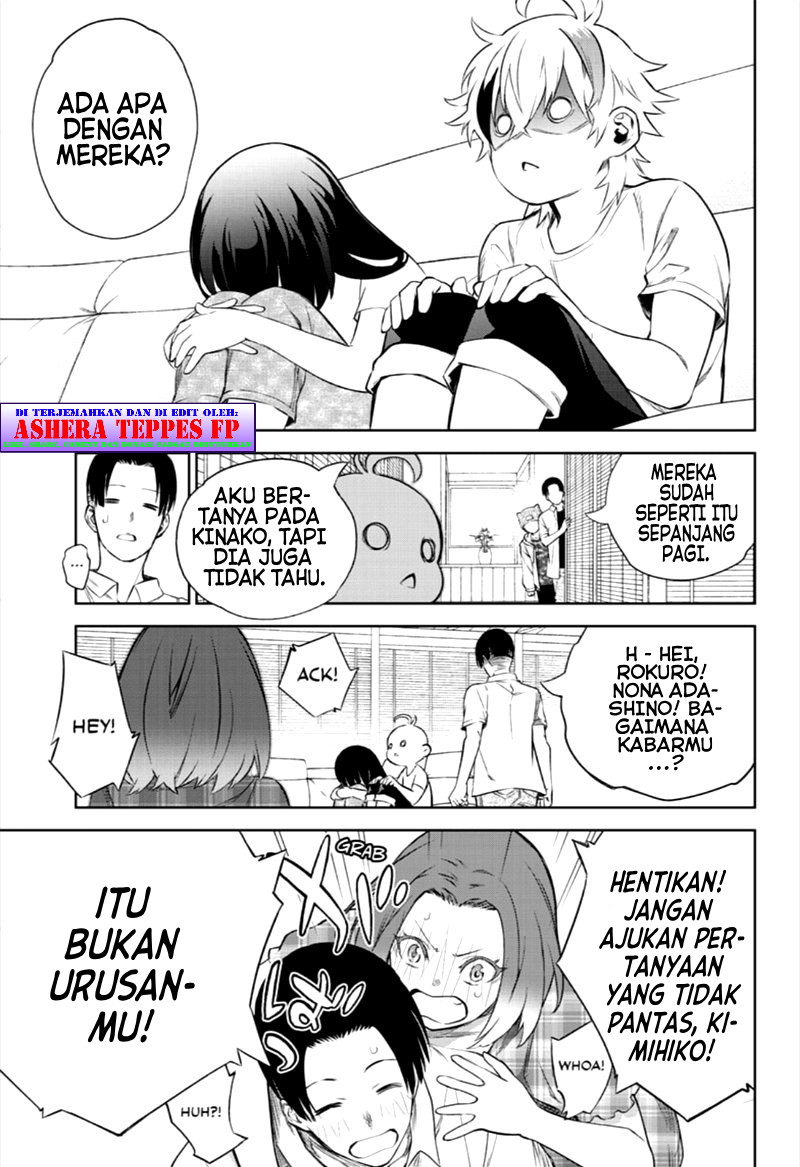 ADA APA
DENGAN
MEREKA?
DI TERJEMAHKAN DAN DI EDIT OLEH:
ASHERA TEPPES FP
MEREKA
SUDAH
SEPERTI ITU
SEPANJANG
PAGI.
AKU BER-
TANYA PADA
KINAKO, TAPI
DIA JUGA
TIDAK TAHU.
...
H - HEI,
ROKURO!
NONA ADA-
SHINO! BA-
GAIMANA
KABARMU
...?
ACK!
HEY!
GRAB
HENTIKAN!
JANGAN
AJUKAN PER-
TANYAAN
YANG TIDAK
PANTAS, KI-
MIHIKO!
WHOA!
ITU
BUKAN
URUSAN-
MU!
HUH?!